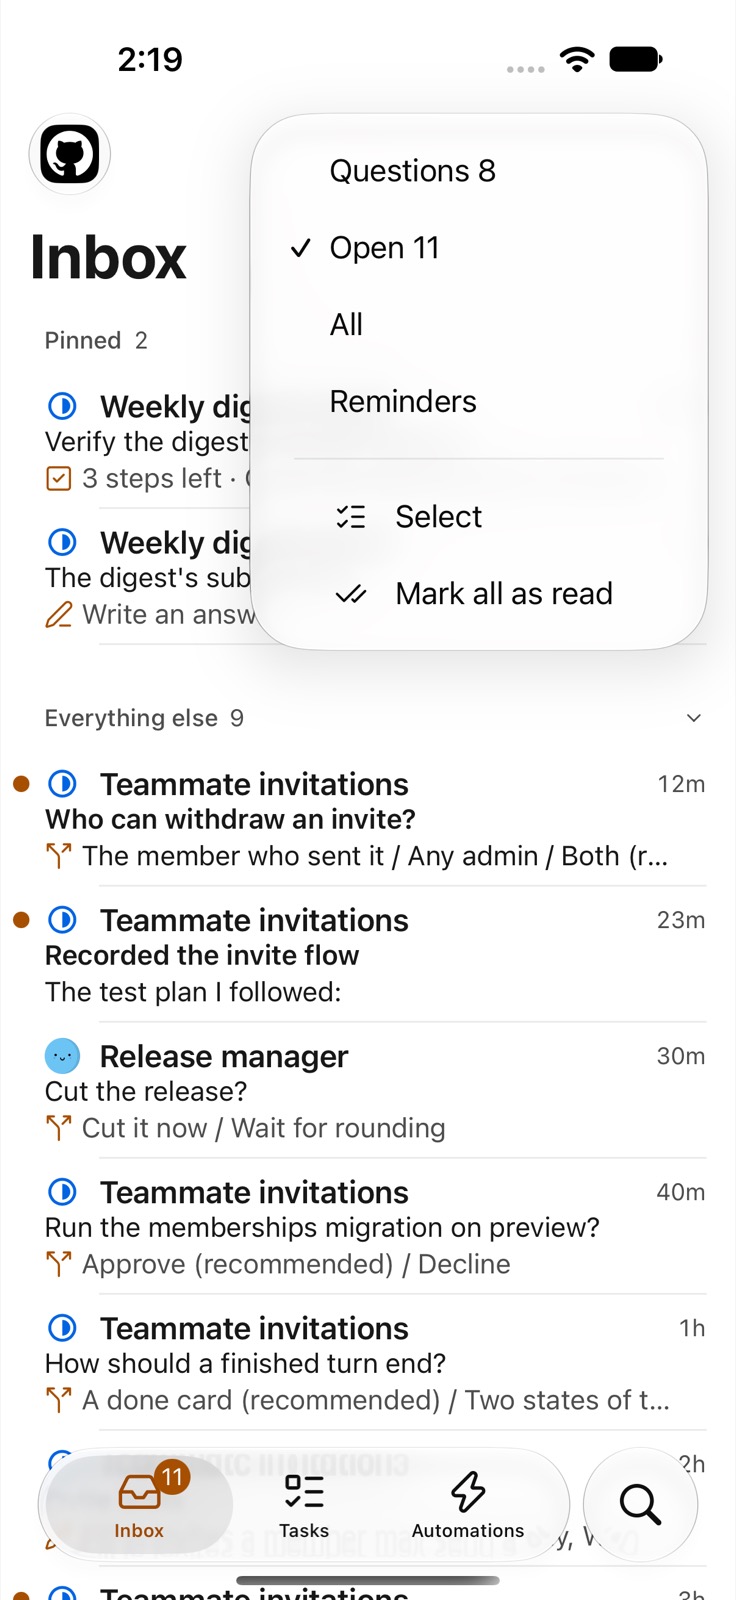 2:19
Questions 8
Open 11
All
Reminders
Select
Mark all as read
Inbox
Pinned 2
Weekly dig
Verify the digest
3 steps left ·
Weekly dig
The digest's sub
Write an answ
Everything else 9
Teammate invitations 12m
Who can withdraw an invite?
The member who sent it / Any admin / Both (r...
Teammate invitations 23m
Recorded the invite flow
The test plan I followed:
Release manager 30m
Cut the release?
Cut it now / Wait for rounding
Teammate invitations 40m
Run the memberships migration on preview?
Approve (recommended) / Decline
Teammate invitations 1h
How should a finished turn end?
A done card (recommended) / Two states of t...
2h
11
Inbox
Tasks
Automations
Teammate invitations 3h